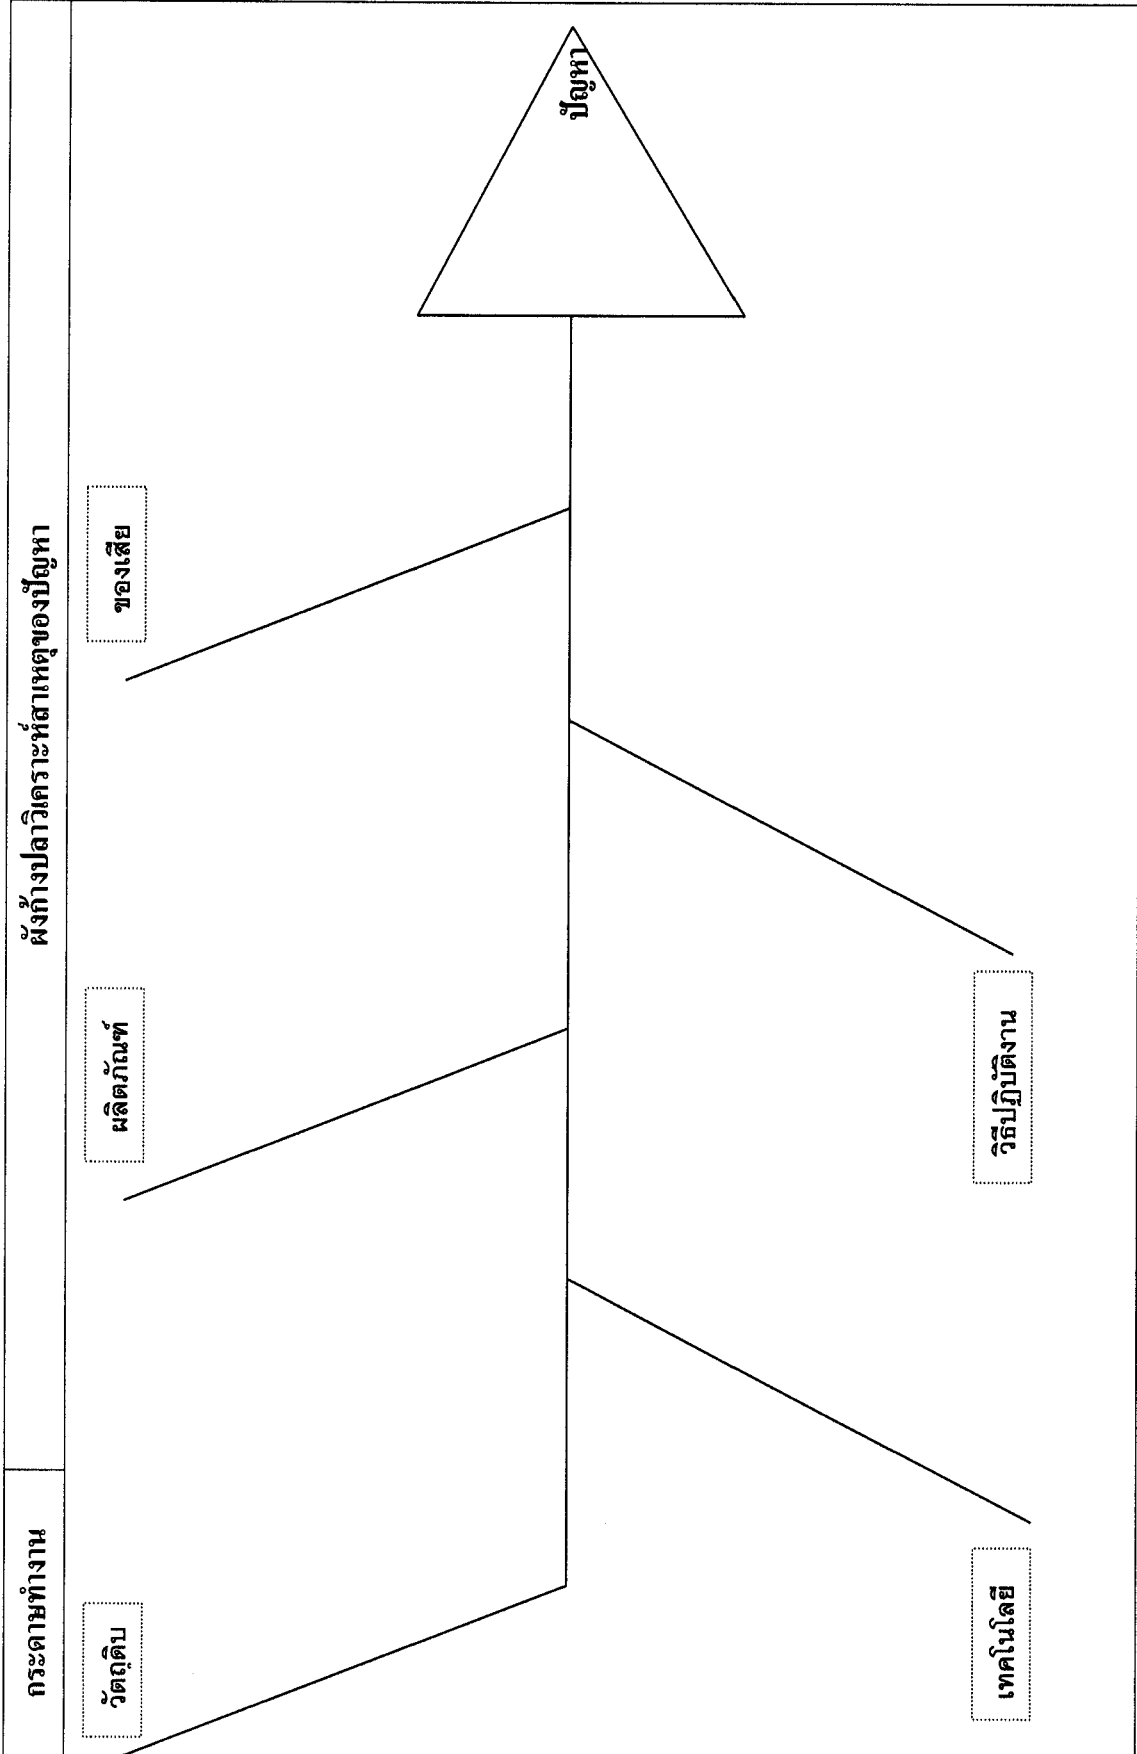 กระดาษทำงาน
ผังก้างปลาวิเคราะห์สาเหตุของปัญหา
วัตถุดิบ
ผลิตภัณฑ์
ของเสีย
ปัญหา
เทคโนโลยี
วิธีปฏิบัติงาน